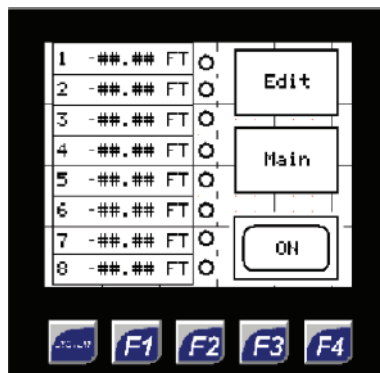 1 -##.## FT
2 -##.## FT
3 -##.## FT
4 -##.## FT
5 -##.## FT
6 -##.## FT
7 -##.## FT
8 -##.## FT
Edit
Main
ON
F1 F2 F3 F4